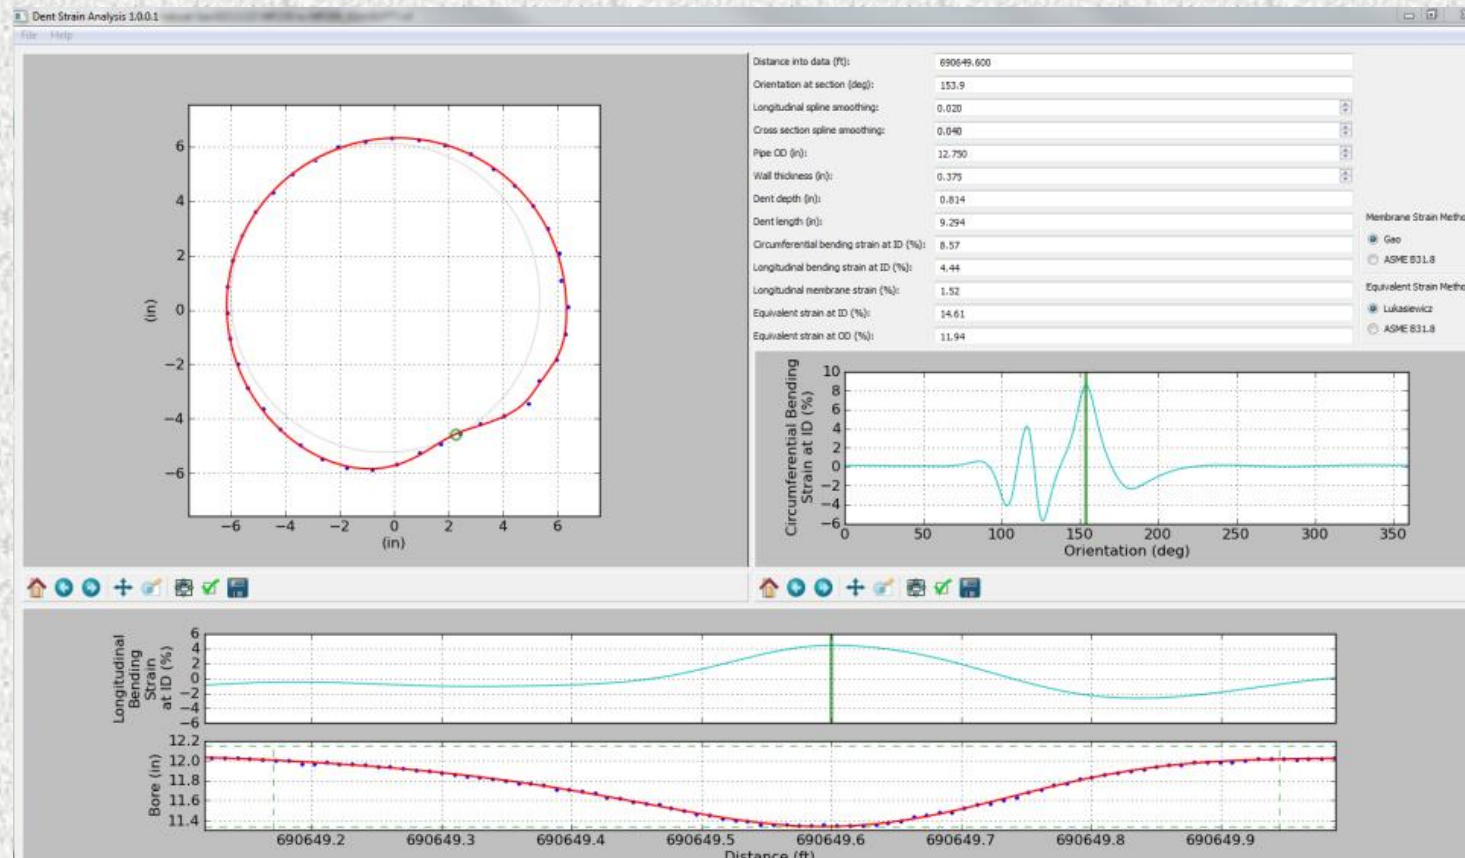 Dent Strain Analysis 1.0.0.1
File Help
6
4
2
0
−2
−4
−6
(in)
−6 −4 −2 0 2 4 6
(in)
Distance into data (ft): 690649.600
Orientation at section (deg): 153.9
Longitudinal spline smoothing: 0.020
Cross section spline smoothing: 0.040
Pipe OD (in): 12.750
Wall thickness (in): 0.375
Dent depth (in): 0.814
Dent length (in): 9.294
Circumferential bending strain at ID (%): 8.57
Longitudinal bending strain at ID (%): 4.44
Longitudinal membrane strain (%): 1.52
Equivalent strain at ID (%): 14.61
Equivalent strain at OD (%): 11.94
Membrane Strain Metho
Gao
ASME B31.8
Equivalent Strain Metho
Lukasiewicz
ASME B31.8
Circumferential Bending
Strain at ID (%)
10
8
6
4
2
0
−2
−4
−6
0 50 100 150 200 250 300 350
Orientation (deg)
Longitudinal
Bending
Strain
at ID (%)
6
4
2
0
−2
−4
−6
Bore (in)
12.2
12.0
11.8
11.6
11.4
690649.2 690649.3 690649.4 690649.5 690649.6 690649.7 690649.8 690649.9
Distance (ft)